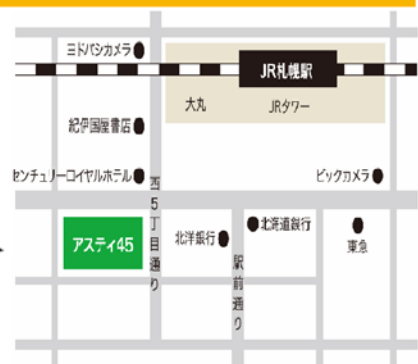 ヨドバシカメラ
JR札幌駅
大丸
JRタワー
紀伊国屋書店
センチュリーロイヤルホテル
ビックカメラ
西5丁目通り
アスティ45
北洋銀行
北海道銀行
東急
駅前通り